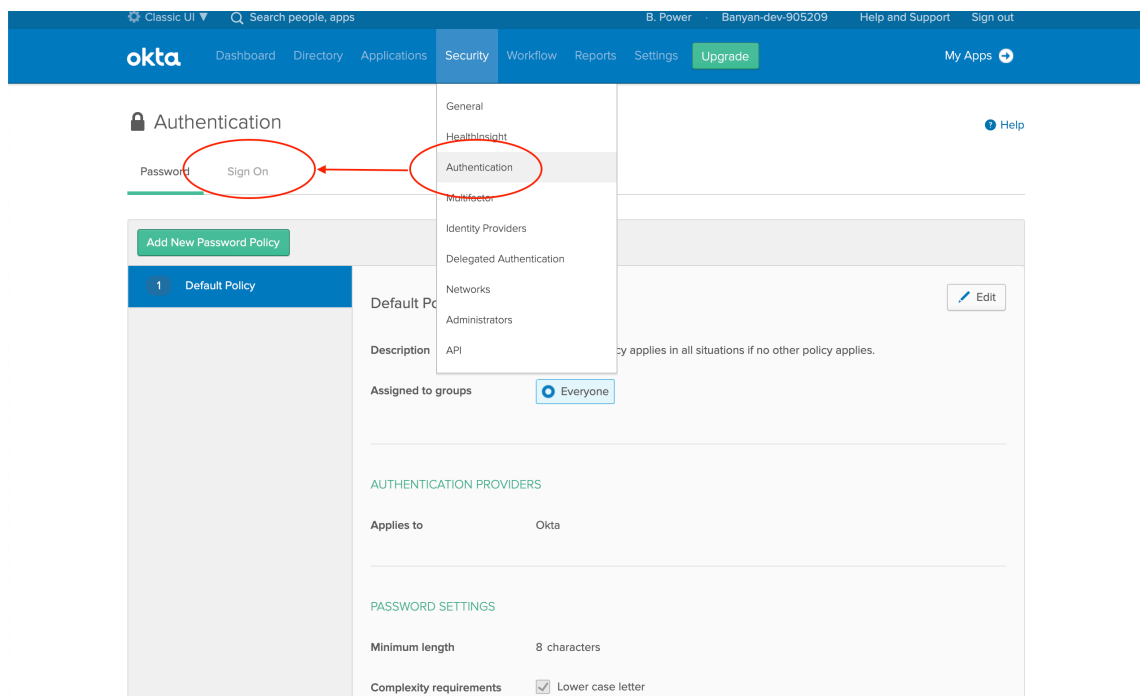 Classic UI ▼ Search people, apps B. Power · Banyan-dev-905209 Help and Support Sign out
okta Dashboard Directory Applications Security Workflow Reports Settings Upgrade My Apps
General
Authentication
Help
HealthInsight
Password Sign On
Authentication
Multifactor
Identity Providers
Add New Password Policy
Delegated Authentication
1 Default Policy
Networks
Default Po
Edit
Administrators
Description
API
cy applies in all situations if no other policy applies.
Assigned to groups Everyone
AUTHENTICATION PROVIDERS
Applies to Okta
PASSWORD SETTINGS
Minimum length 8 characters
Complexity requirements Lower case letter